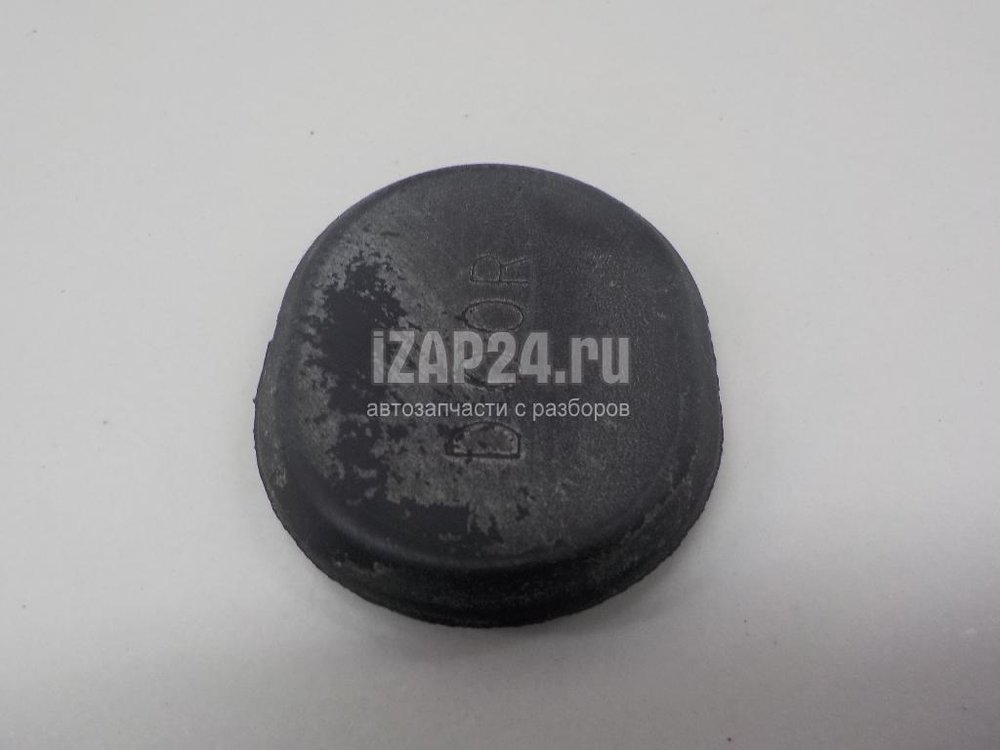 iZAP24.ru
автозапчасти с разборов
DOOR